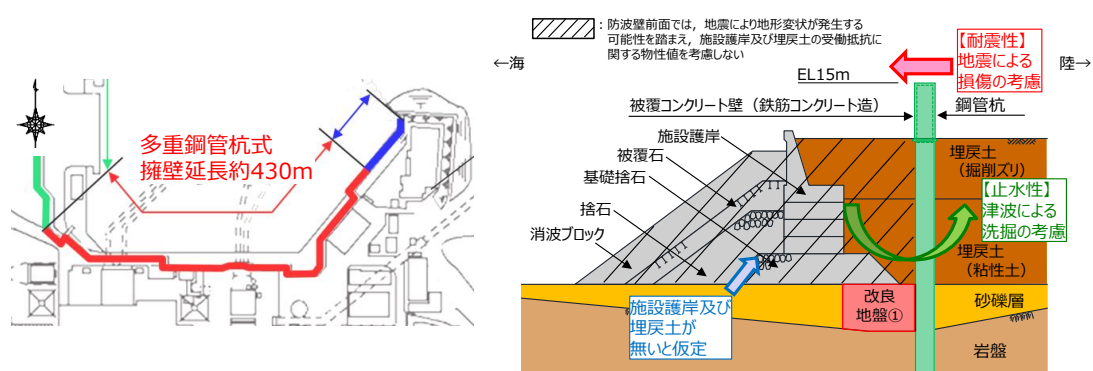 多重鋼管杭式
擁壁延長約430m
：防波壁前面では，地震により地形変状が発生する
可能性を踏まえ，施設護岸及び埋戻土の受働抵抗に
関する物性値を考慮しない
←海
陸→
【耐震性】
地震による
損傷の考慮
EL15m
被覆コンクリート壁（鉄筋コンクリート造）
鋼管杭
施設護岸
被覆石
基礎捨石
捨石
消波ブロック
埋戻土
（掘削ズリ）
【止水性】
津波による
洗掘の考慮
埋戻土
（粘性土）
施設護岸及び
埋戻土が
無いと仮定
改良
地盤①
砂礫層
岩盤